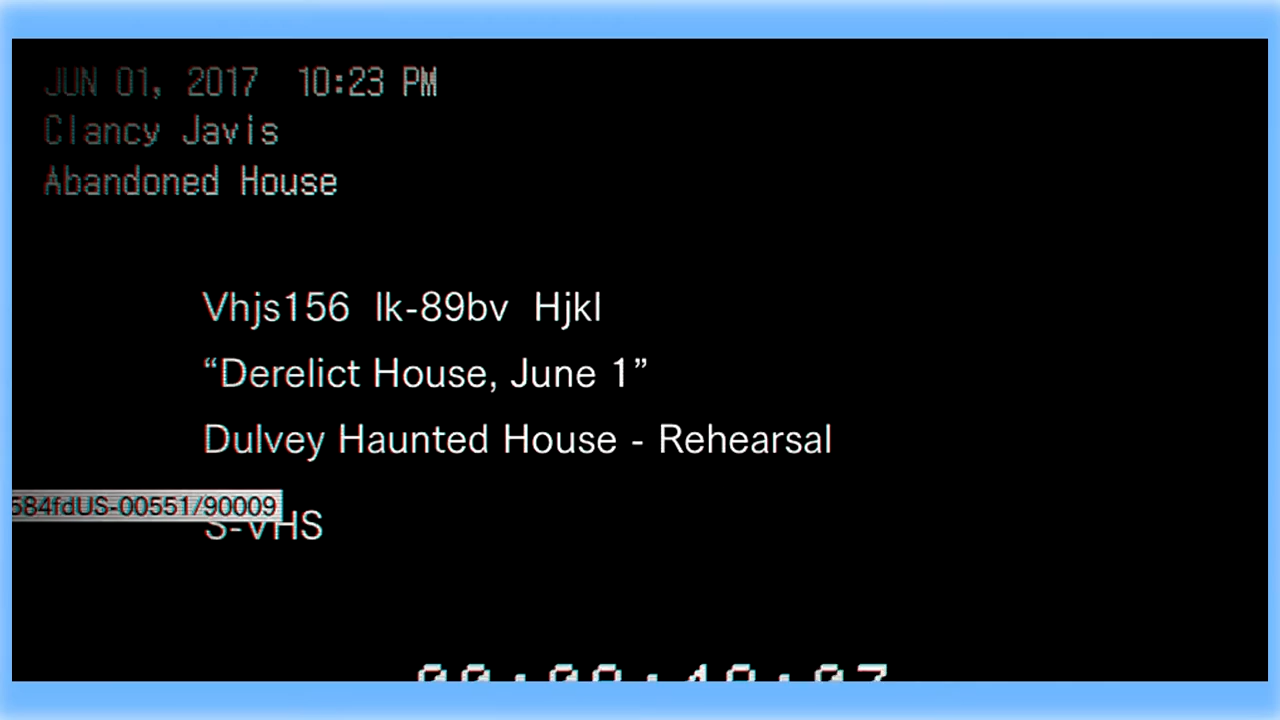 JUN 01, 2017 10:23 PM
Clancy Javis
Abandoned House
Vhjs156 lk-89bv Hjkl
“Derelict House, June 1”
Dulvey Haunted House - Rehearsal
584fdUS-00551/90009
S-VHS